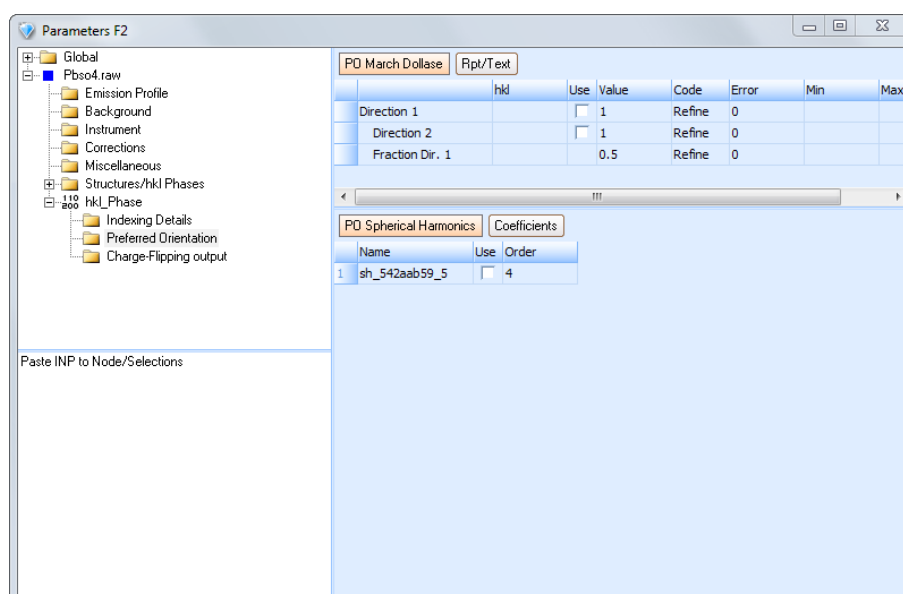 Parameters F2
Global
Pbso4.raw
Emission Profile
Background
Instrument
Corrections
Miscellaneous
Structures/hkl Phases
110
200 hkl_Phase
Indexing Details
Preferred Orientation
Charge-Flipping output
Paste INP to Node/Selections
PO March Dollase Rpt/Text
hkl Use Value Code Error Min Max
Direction 1 1 Refine 0
Direction 2 1 Refine 0
Fraction Dir. 1 0.5 Refine 0
PO Spherical Harmonics Coefficients
Name Use Order
1 sh_542aab59_5 4